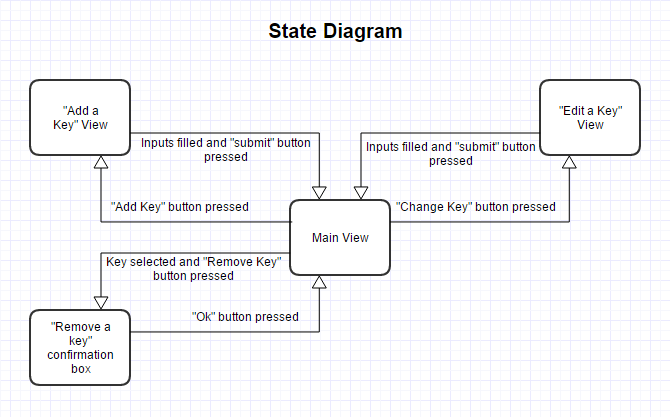 State Diagram
"Add a
Key" View
"Edit a Key"
View
Inputs filled and "submit" button
pressed
Inputs filled and "submit" button
pressed
"Add Key" button pressed
"Change Key" button pressed
Main View
Key selected and "Remove Key"
button pressed
"Ok" button pressed
"Remove a
key"
confirmation
box